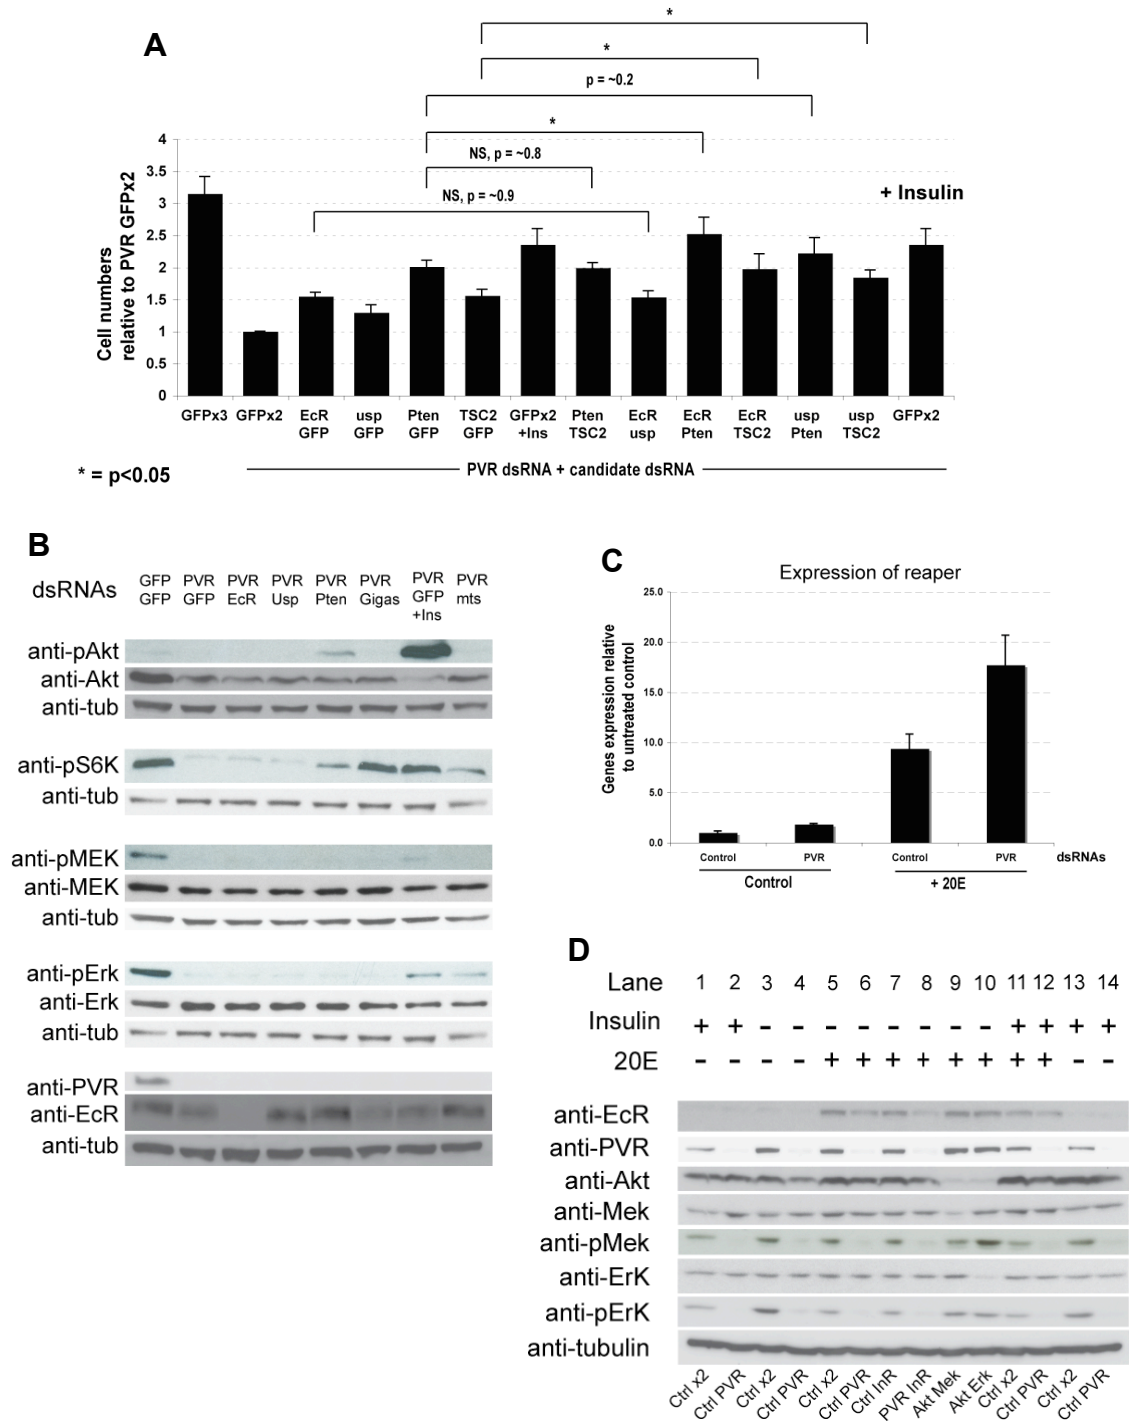 A
*
*
p = ~0.2
*
NS, p = ~0.8
NS, p = ~0.9
+ Insulin
Cell numbers
relative to PVR GFPx2
4
3.5
3
2.5
2
1.5
1
0.5
0
GFPx3 GFPx2 EcR usp Pten TSC2 GFPx2 Pten EcR EcR EcR usp usp GFPx2
GFP GFP GFP GFP +Ins TSC2 usp Pten TSC2 Pten TSC2
* = p<0.05
PVR dsRNA + candidate dsRNA
B
dsRNAs
GFP PVR PVR PVR PVR PVR PVR PVR
GFP GFP EcR Usp Pten Gigas GFP mts
+Ins
anti-pAkt
anti-Akt
anti-tub
anti-pS6K
anti-tub
anti-pMEK
anti-MEK
anti-tub
anti-pErk
anti-Erk
anti-tub
anti-PVR
anti-EcR
anti-tub
C
Expression of reaper
Genes expression relative
to untreated control
25.0
20.0
15.0
10.0
5.0
0.0
Control PVR Control PVR dsRNAs
Control + 20E
D
Lane 1 2 3 4 5 6 7 8 9 10 11 12 13 14
Insulin + + - - - - - - - - + + + +
20E - - - - + + + + + + + + - -
anti-EcR
anti-PVR
anti-Akt
anti-Mek
anti-pMek
anti-ErK
anti-pErK
anti-tubulin
Ctrl x2
Ctrl PVR
Ctrl x2
Ctrl PVR
Ctrl x2
Ctrl PVR
Ctrl InR
PVR InR
Akt Mek
Akt Erk
Ctrl x2
Ctrl PVR
Ctrl x2
Ctrl PVR